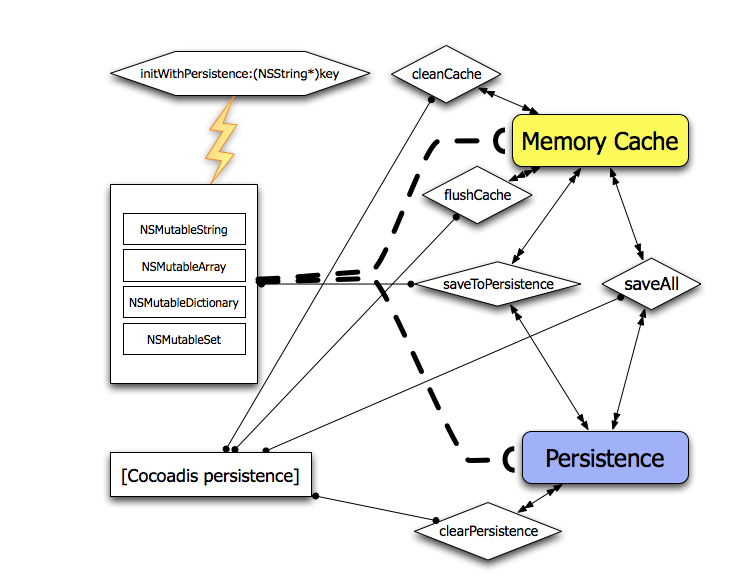 initWithPersistence:(NSString*)key
cleanCache
Memory Cache
flushCache
NSMutableString
NSMutableArray
NSMutableDictionary
NSMutableSet
saveToPersistence
saveAll
[Cocoadis persistence]
Persistence
clearPersistence